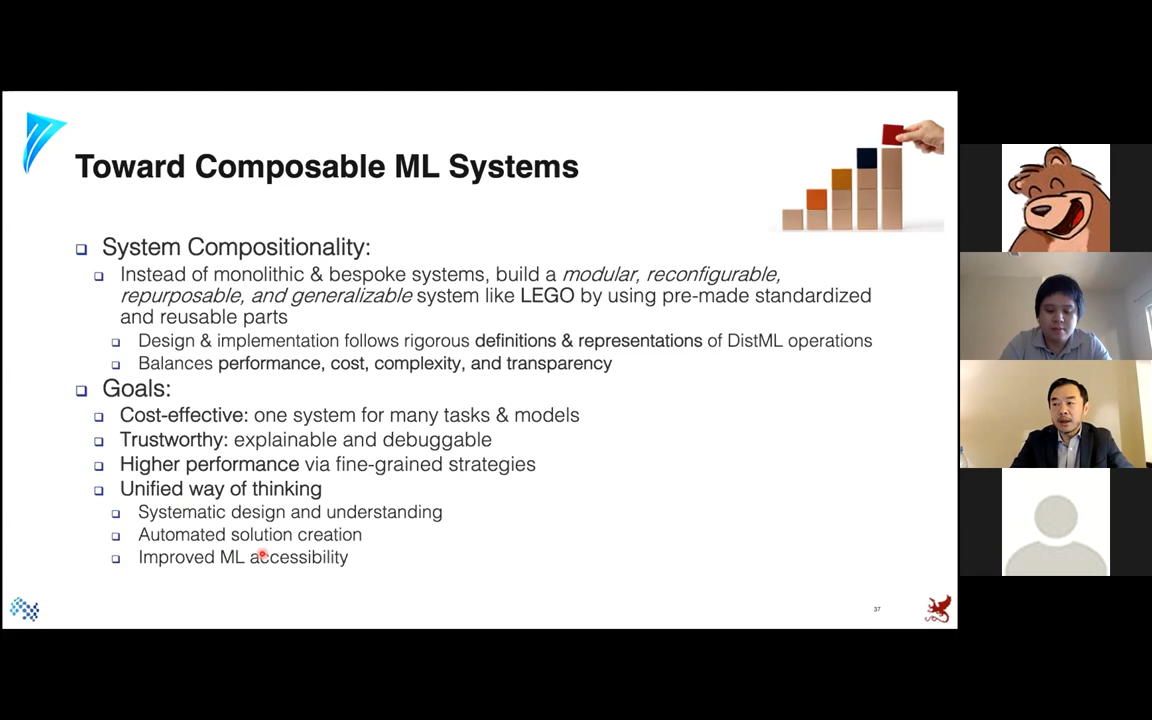 Toward Composable ML Systems
System Compositionality:
Instead of monolithic & bespoke systems, build a modular, reconfigurable,
repurposable, and generalizable system like LEGO by using pre-made standardized
and reusable parts
Design & implementation follows rigorous definitions & representations of DistML operations
Balances performance, cost, complexity, and transparency
Goals:
Cost-effective: one system for many tasks & models
Trustworthy: explainable and debuggable
Higher performance via fine-grained strategies
Unified way of thinking
Systematic design and understanding
Automated solution creation
Improved ML accessibility
37